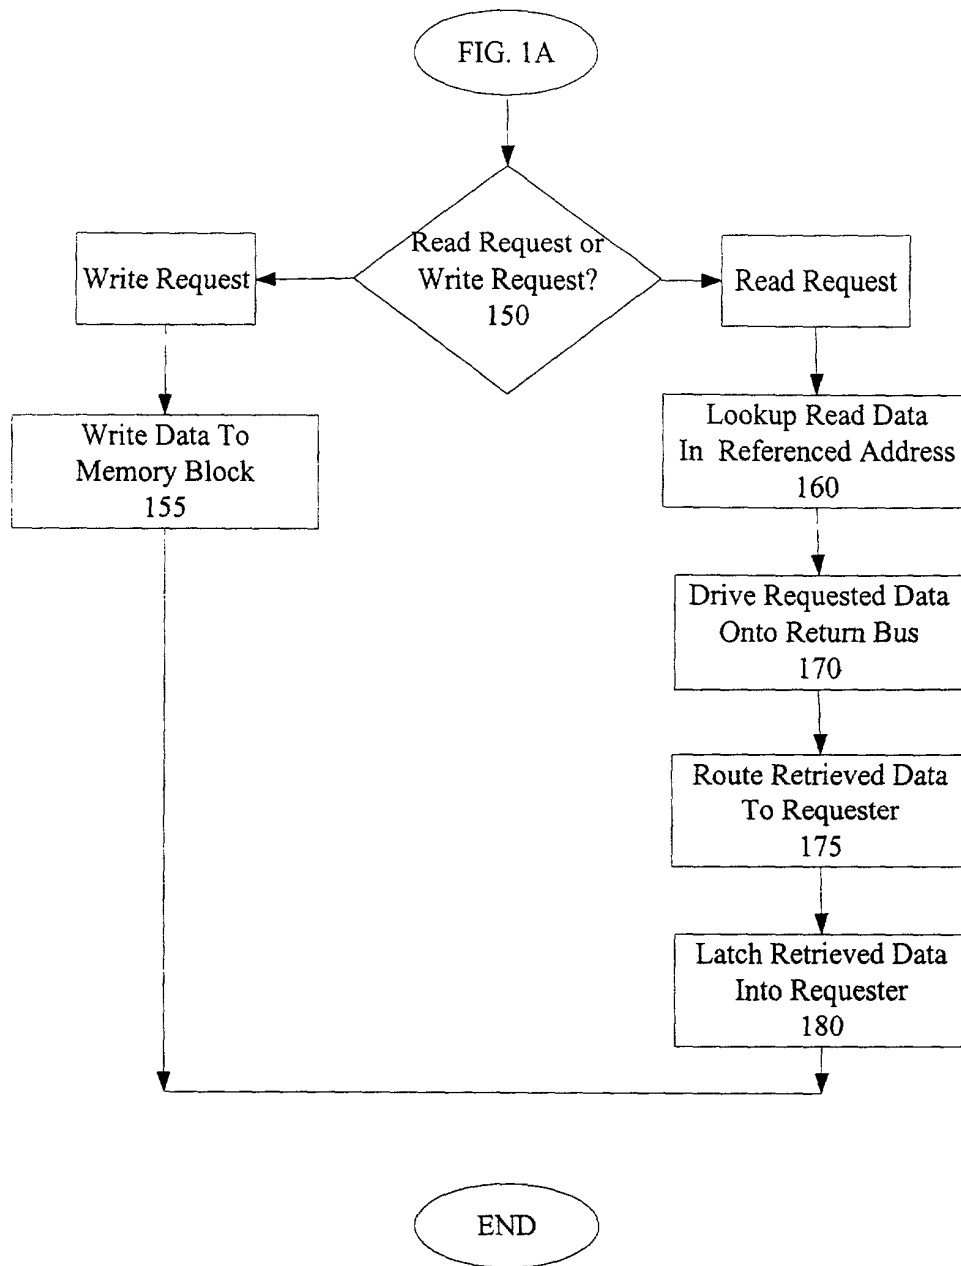 FIG. 1A
Read Request or
Write Request?
150
Write Request
Read Request
Write Data To
Memory Block
155
Lookup Read Data
In Referenced Address
160
Drive Requested Data
Onto Return Bus
170
Route Retrieved Data
To Requester
175
Latch Retrieved Data
Into Requester
180
END